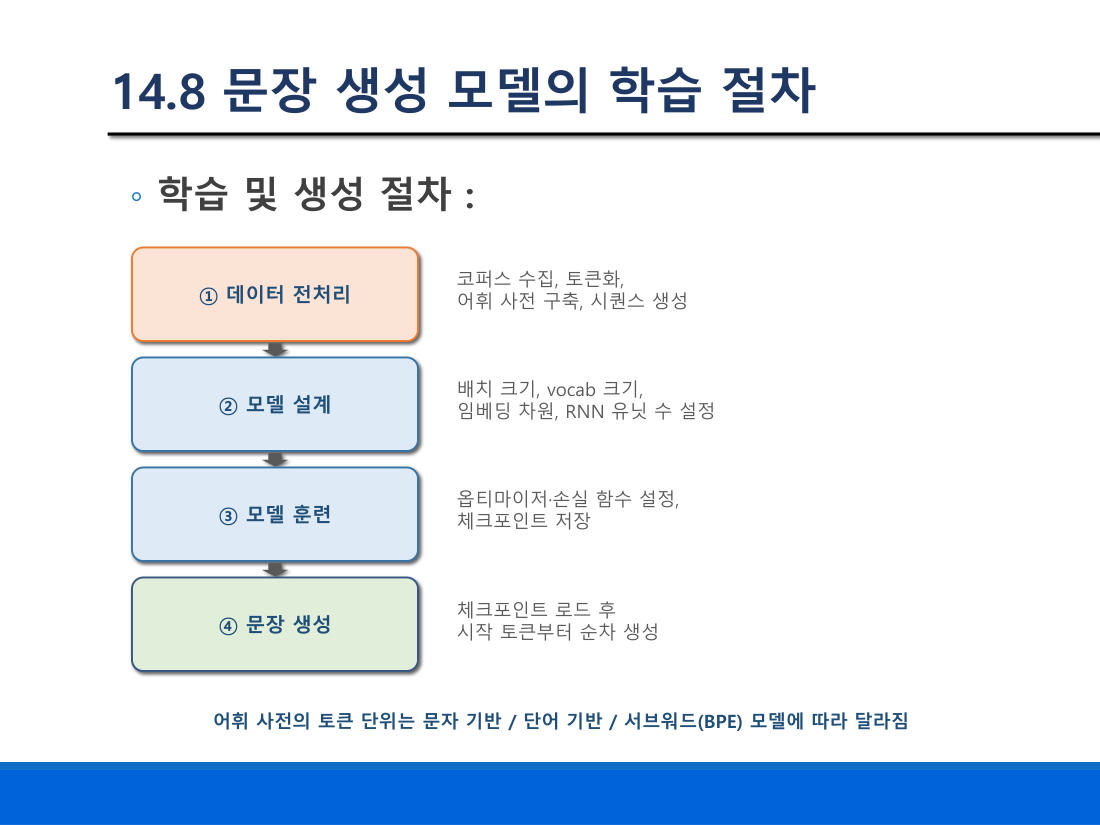 14.8 문장 생성 모델의 학습 절차
◦ 학습 및 생성 절차 :
① 데이터 전처리
코퍼스 수집, 토큰화,
어휘 사전 구축, 시퀀스 생성
② 모델 설계
배치 크기, vocab 크기,
임베딩 차원, RNN 유닛 수 설정
③ 모델 훈련
옵티마이저·손실 함수 설정,
체크포인트 저장
④ 문장 생성
체크포인트 로드 후
시작 토큰부터 순차 생성
어휘 사전의 토큰 단위는 문자 기반 / 단어 기반 / 서브워드(BPE) 모델에 따라 달라짐